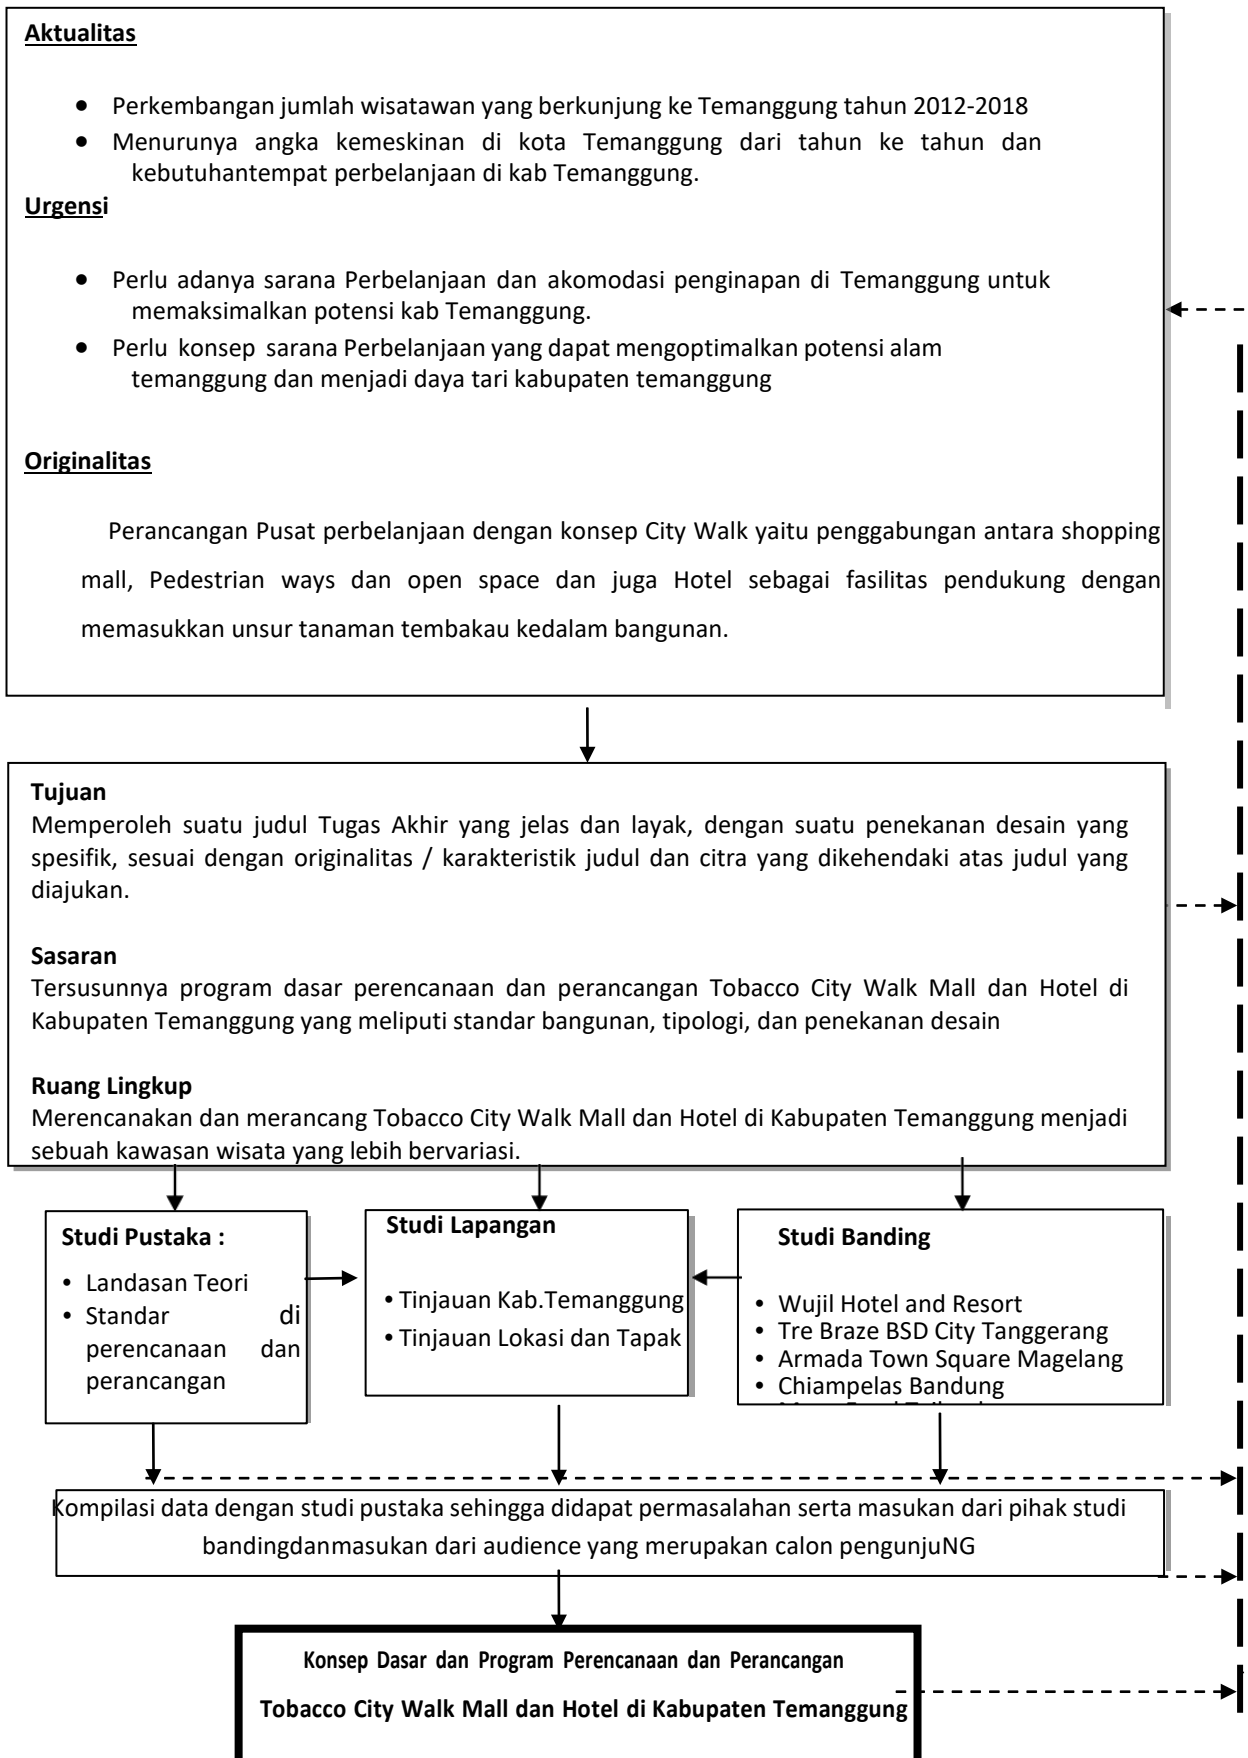 Aktualitas
• Perkembangan jumlah wisatawan yang berkunjung ke Temanggung tahun 2012-2018
• Menurunya angka kemeskinan di kota Temanggung dari tahun ke tahun dan
kebutuhantempat perbelanjaan di kab Temanggung.
Urgensi
• Perlu adanya sarana Perbelanjaan dan akomodasi penginapan di Temanggung untuk
memaksimalkan potensi kab Temanggung.
• Perlu konsep sarana Perbelanjaan yang dapat mengoptimalkan potensi alam
temanggung dan menjadi daya tari kabupaten temanggung
Originalitas
Perancangan Pusat perbelanjaan dengan konsep City Walk yaitu penggabungan antara shopping
mall, Pedestrian ways dan open space dan juga Hotel sebagai fasilitas pendukung dengan
memasukkan unsur tanaman tembakau kedalam bangunan.
Tujuan
Memperoleh suatu judul Tugas Akhir yang jelas dan layak, dengan suatu penekanan desain yang
spesifik, sesuai dengan originalitas / karakteristik judul dan citra yang dikehendaki atas judul yang
diajukan.
Sasaran
Tersusunnya program dasar perencanaan dan perancangan Tobacco City Walk Mall dan Hotel di
Kabupaten Temanggung yang meliputi standar bangunan, tipologi, dan penekanan desain
Ruang Lingkup
Merencanakan dan merancang Tobacco City Walk Mall dan Hotel di Kabupaten Temanggung menjadi
sebuah kawasan wisata yang lebih bervariasi.
Studi Pustaka :
• Landasan Teori
• Standar di
perencanaan dan
perancangan
Studi Lapangan
• Tinjauan Kab.Temanggung
• Tinjauan Lokasi dan Tapak
Studi Banding
• Wujil Hotel and Resort
• Tre Braze BSD City Tanggerang
• Armada Town Square Magelang
• Chiampelas Bandung
Kompilasi data dengan studi pustaka sehingga didapat permasalahan serta masukan dari pihak studi
bandingdanmasukan dari audience yang merupakan calon pengunjuNG
Konsep Dasar dan Program Perencanaan dan Perancangan
Tobacco City Walk Mall dan Hotel di Kabupaten Temanggung